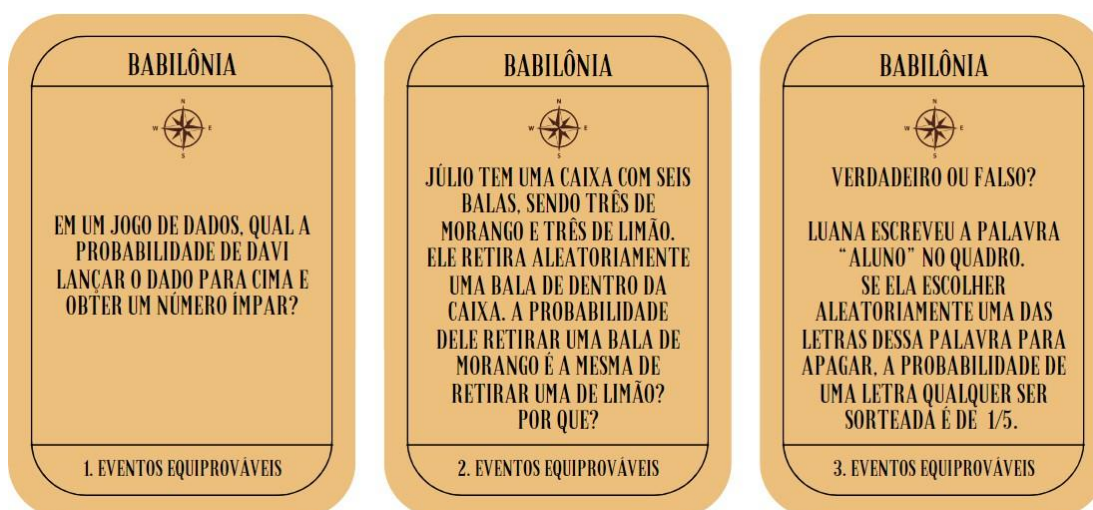 BABILÔNIA
N
W E
S
EM UM JOGO DE DADOS, QUAL A
PROBABILIDADE DE DAVI
LANÇAR O DADO PARA CIMA E
OBTER UM NÚMERO ÍMPAR?
1. EVENTOS EQUIPROVÁVEIS
BABILÔNIA
N
W E
S
JÚLIO TEM UMA CAIXA COM SEIS
BALAS, SENDO TRÊS DE
MORANGO E TRÊS DE LIMÃO.
ELE RETIRA ALEATORIAMENTE
UMA BALA DE DENTRO DA
CAIXA. A PROBABILIDADE
DELE RETIRAR UMA BALA DE
MORANGO É A MESMA DE
RETIRAR UMA DE LIMÃO?
POR QUE?
2. EVENTOS EQUIPROVÁVEIS
BABILÔNIA
N
W E
S
VERDADEIRO OU FALSO?
LUANA ESCREVEU A PALAVRA
"ALUNO" NO QUADRO.
SE ELA ESCOLHER
ALEATORIAMENTE UMA DAS
LETRAS DESSA PALAVRA PARA
APAGAR, A PROBABILIDADE DE
UMA LETRA QUALQUER SER
SORTEADA É DE 1/5.
3. EVENTOS EQUIPROVÁVEIS